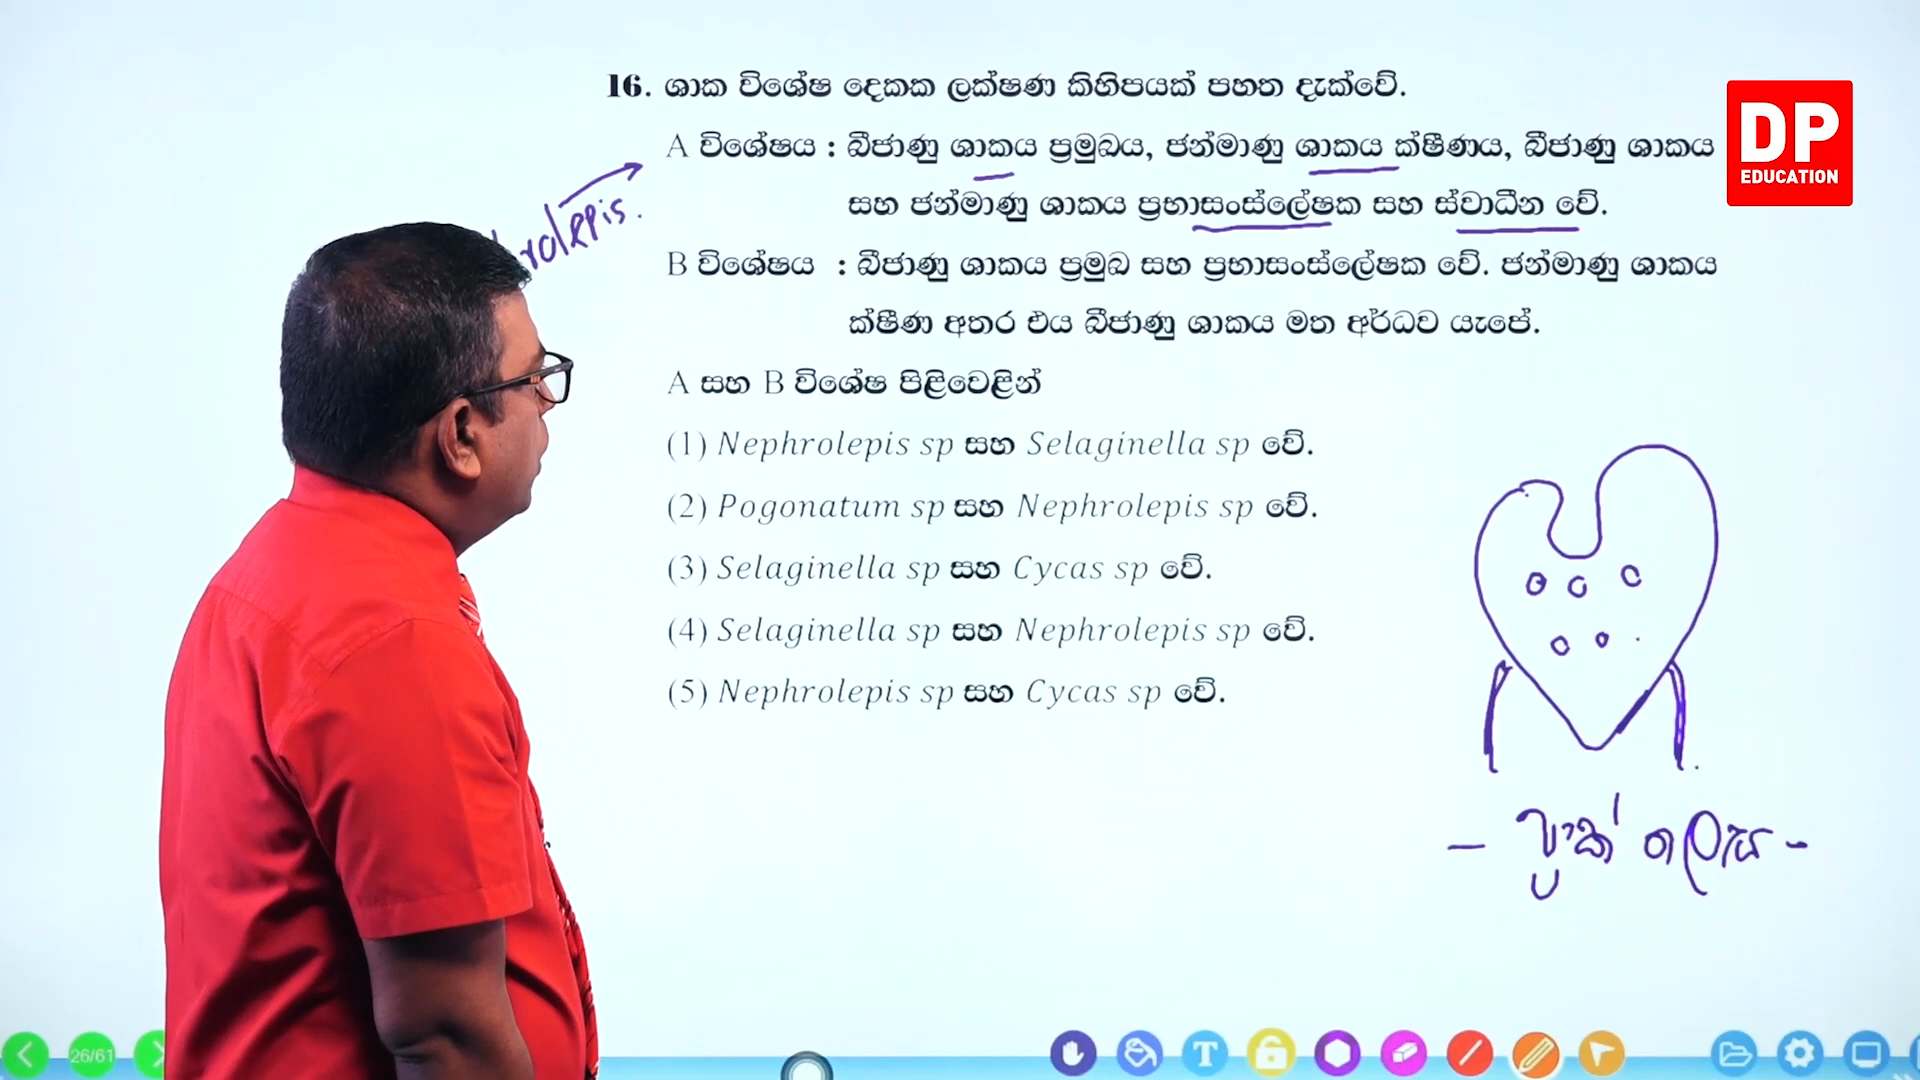 16. ශාක විශේෂ දෙකක ලක්ෂණ කිහිපයක් පහත දැක්වේ.
A විශේෂය : බීජාණු ශාකය ප්‍රමුඛය, ජන්මාණු ශාකය ක්ෂීණය, බීජාණු ශාකය
සහ ජන්මාණු ශාකය ප්‍රභාසංස්ලේෂක සහ ස්වාධීන වේ.
B විශේෂය : බීජාණු ශාකය ප්‍රමුඛ සහ ප්‍රභාසංස්ලේෂක වේ. ජන්මාණු ශාකය
ක්ෂීණ අතර එය බීජාණු ශාකය මත අර්ධව යැපේ.
A සහ B විශේෂ පිළිවෙළින්
(1) Nephrolepis sp සහ Selaginella sp වේ.
(2) Pogonatum sp සහ Nephrolepis sp වේ.
(3) Selaginella sp සහ Cycas sp වේ.
(4) Selaginella sp සහ Nephrolepis sp වේ.
(5) Nephrolepis sp සහ Cycas sp වේ.
rolepis.
- ප්‍රාක් තලසය -
DP
EDUCATION
26/61
T